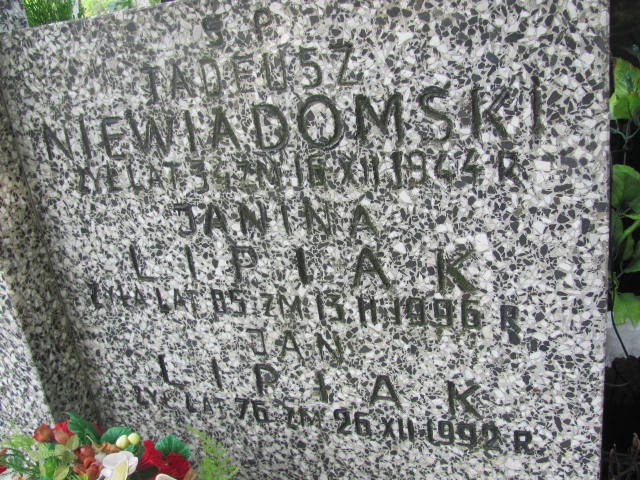 Ś P
TADEUSZ
NIEWIADOMSKI
ŻYŁ LAT 34 ZM 16 XII 1944 R
JANINA
LIPIAK
ŻYŁA LAT 85 ZM 13 II 1996 R
JAN
LIPIAK
ŻYŁ LAT 76 ZM 26 XII 1992 R